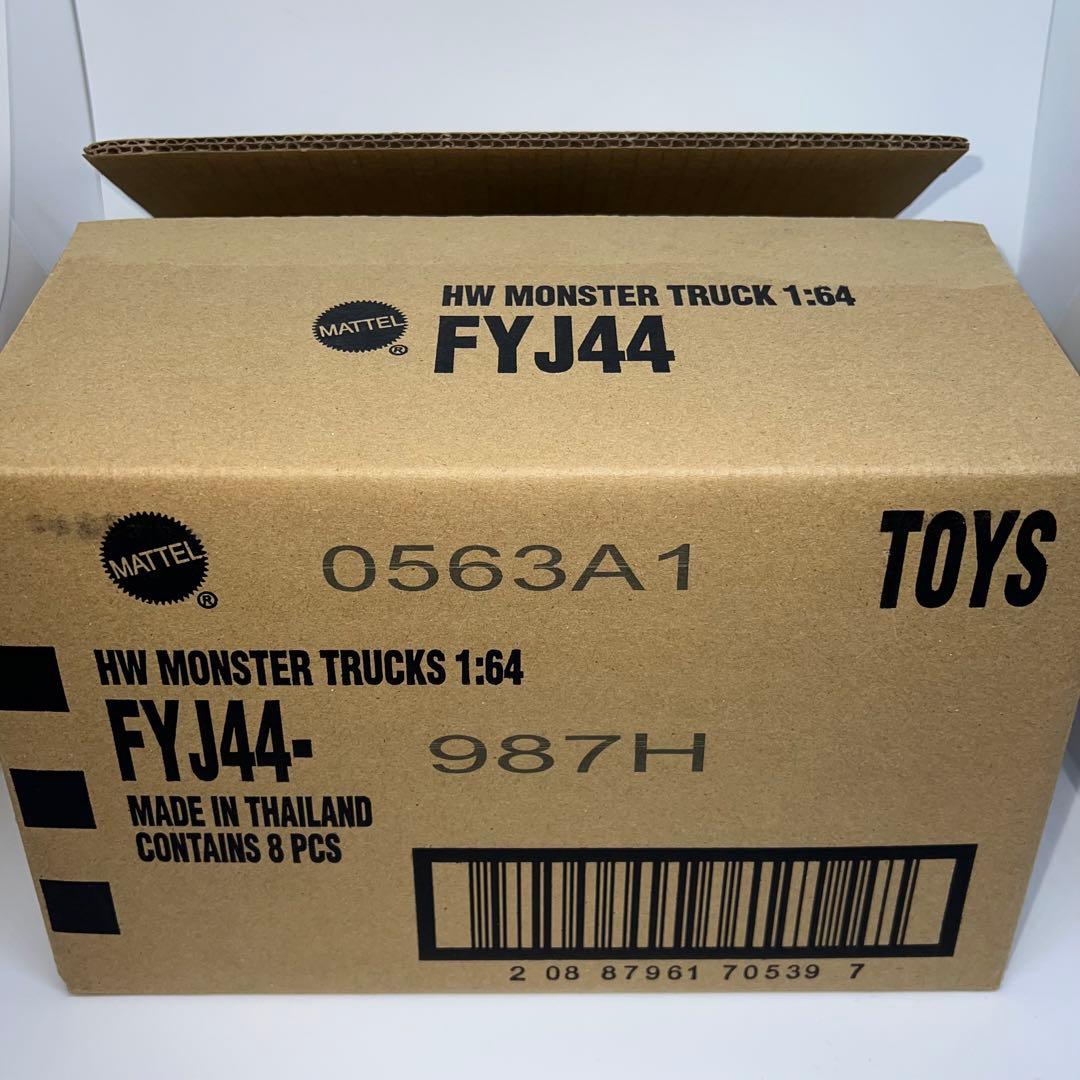 HW MONSTER TRUCK 1:64
MATTEL®
FYJ44
MATTEL®
0563A1
TOYS
HW MONSTER TRUCKS 1:64
FYJ44-
987H
MADE IN THAILAND
CONTAINS 8 PCS
2 08 87961 70539 7